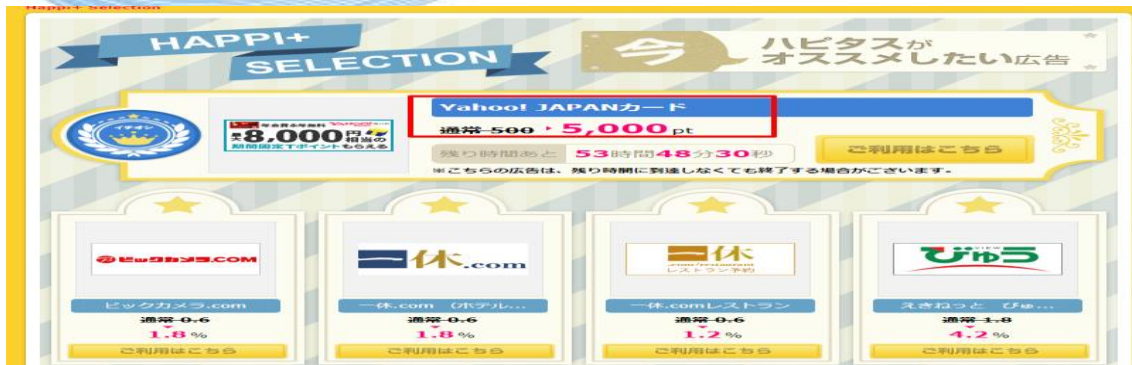 Happi+ Selection
HAPPI+
SELECTION
今
ハピタスが
オススメしたい広告
イチオシ
年会費永年無料
8,000円相当の
期間固定Tポイントもらえる
Yahoo! JAPANカード
通常 500 5,000pt
残り時間あと 53時間48分30秒
ご利用はこちら
※こちらの広告は、残り時間に到達しなくても終了する場合がございます。
ビックカメラ.COM
一休.com
一休
.com/restaurant
レストラン予約
VIEW
びゅう
ビックカメラ.com
一休.com (ホテル...
一休.comレストラン
えきねっと びゅ...
通常 0.6
通常 0.6
通常 0.6
通常 1.8
1.8%
1.8%
1.2%
4.2%
ご利用はこちら
ご利用はこちら
ご利用はこちら
ご利用はこちら